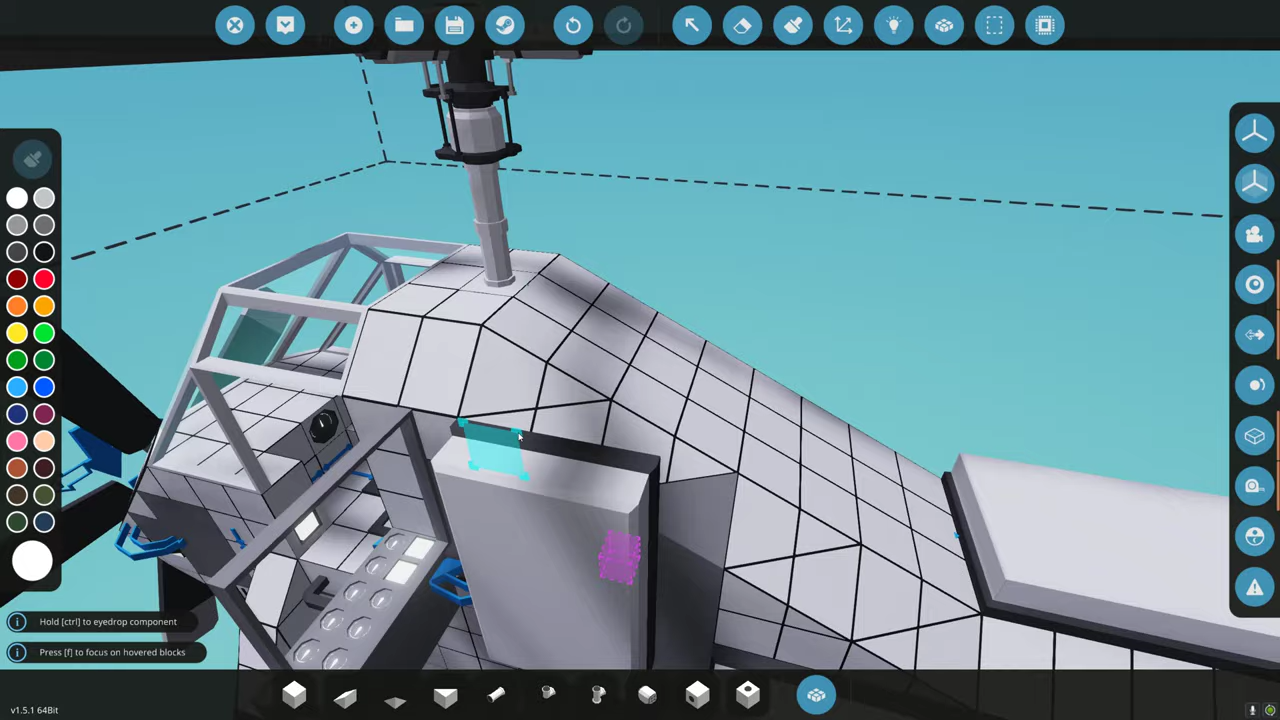 Hold [ctrl] to eyedrop component
Press [f] to focus on hovered blocks
v1.5.1 64Bit